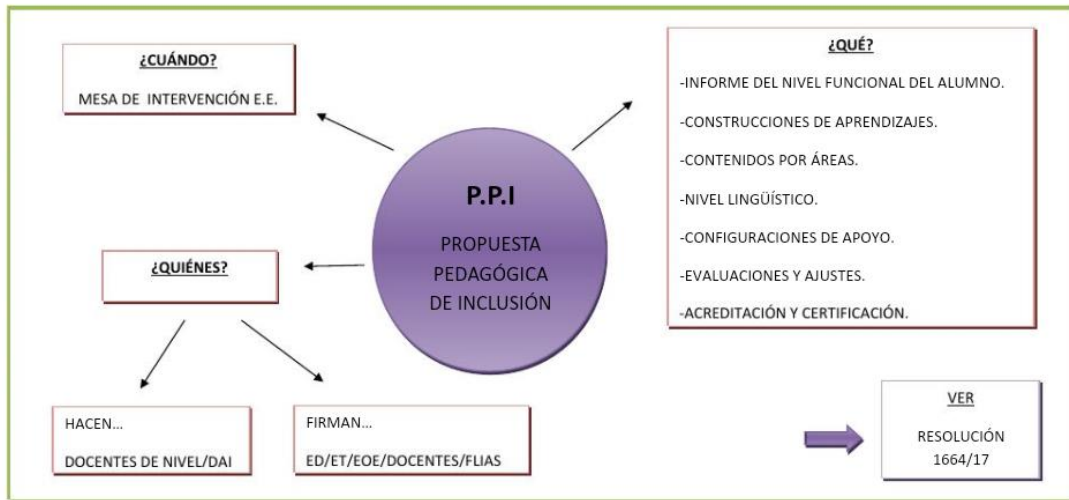 ¿CUÁNDO?
MESA DE INTERVENCIÓN E.E.
¿QUÉ?
-INFORME DEL NIVEL FUNCIONAL DEL ALUMNO.
-CONSTRUCCIONES DE APRENDIZAJES.
-CONTENIDOS POR ÁREAS.
-NIVEL LINGÜÍSTICO.
-CONFIGURACIONES DE APOYO.
-EVALUACIONES Y AJUSTES.
-ACREDITACIÓN Y CERTIFICACIÓN.
P.P.I
PROPUESTA
PEDAGÓGICA
DE INCLUSIÓN
¿QUIÉNES?
HACEN...
DOCENTES DE NIVEL/DAI
FIRMAN...
ED/ET/EOE/DOCENTES/FLIAS
VER
RESOLUCIÓN
1664/17